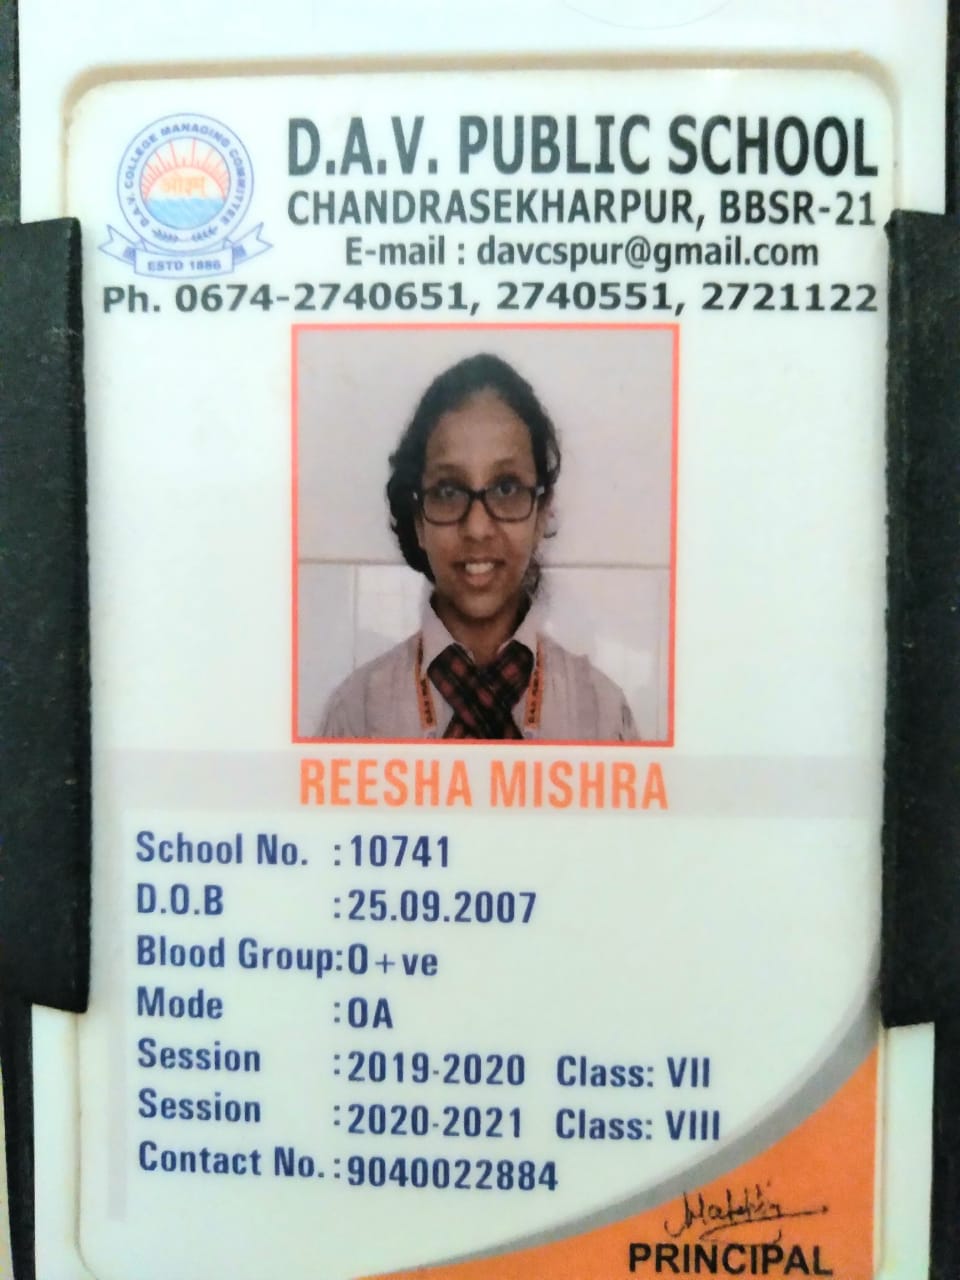 D.A.V. COLLEGE MANAGING COMMITTEE
ओ३म्
ESTD 1886
D.A.V. PUBLIC SCHOOL
CHANDRASEKHARPUR, BBSR-21
E-mail : davcspur@gmail.com
Ph. 0674-2740651, 2740551, 2721122
REESHA MISHRA
School No. :10741
D.O.B :25.09.2007
Blood Group:O+ve
Mode :OA
Session :2019-2020 Class: VII
Session :2020-2021 Class: VIII
Contact No.:9040022884
PRINCIPAL